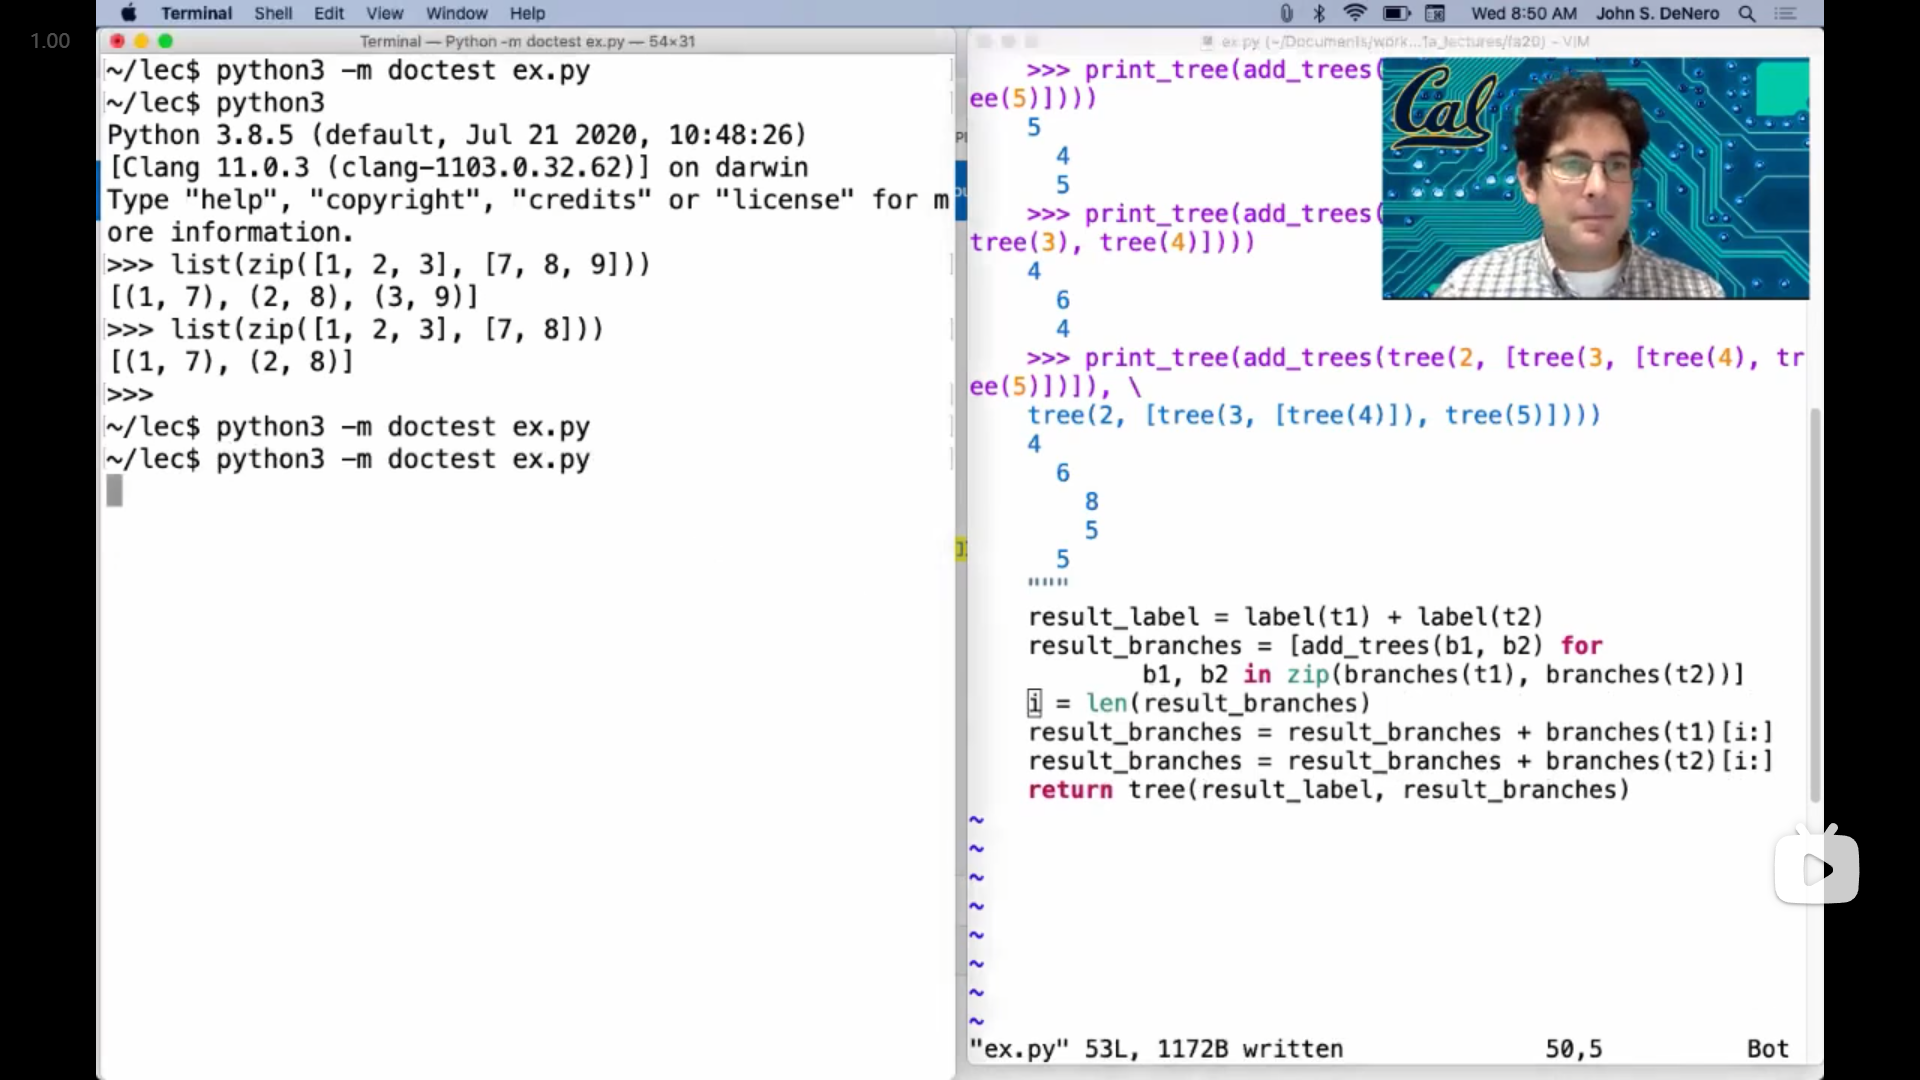 1.00
Terminal Shell Edit View Window Help
Wed 8:50 AM John S. DeNero
Terminal — Python -m doctest ex.py — 54×31
~/lec$ python3 -m doctest ex.py
~/lec$ python3
Python 3.8.5 (default, Jul 21 2020, 10:48:26)
[Clang 11.0.3 (clang-1103.0.32.62)] on darwin
Type "help", "copyright", "credits" or "license" for m
ore information.
>>> list(zip([1, 2, 3], [7, 8, 9]))
[(1, 7), (2, 8), (3, 9)]
>>> list(zip([1, 2, 3], [7, 8]))
[(1, 7), (2, 8)]
>>>
~/lec$ python3 -m doctest ex.py
~/lec$ python3 -m doctest ex.py
ex.py (~/Documents/work...1a_lectures/fa20) - VIM
>>> print_tree(add_trees(
ee(5)])))
5
4
5
>>> print_tree(add_trees(
tree(3), tree(4)])))
4
6
4
>>> print_tree(add_trees(tree(2, [tree(3, [tree(4), tr
ee(5)])]), \
tree(2, [tree(3, [tree(4)]), tree(5)])))
4
6
8
5
5
"""
result_label = label(t1) + label(t2)
result_branches = [add_trees(b1, b2) for
b1, b2 in zip(branches(t1), branches(t2))]
i = len(result_branches)
result_branches = result_branches + branches(t1)[i:]
result_branches = result_branches + branches(t2)[i:]
return tree(result_label, result_branches)
~
~
~
~
~
~
~
~
"ex.py" 53L, 1172B written 50,5 Bot
Cal